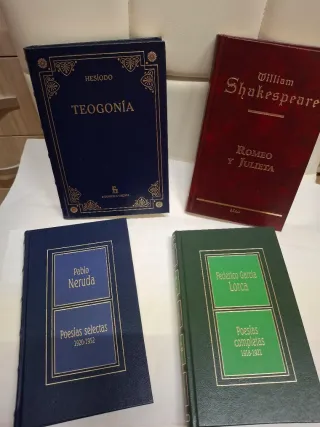 HESÍODO
TEOGONÍA
William
Shakespeare
ROMEO
Y JULIETA
Pablo
Neruda
Poesías selectas
Federico García
Lorca
Poesías
completas